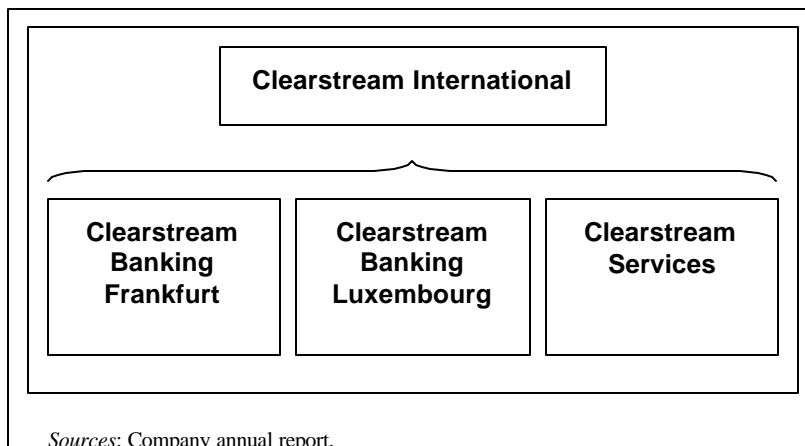 Clearstream International
Clearstream
Banking
Frankfurt
Clearstream
Banking
Luxembourg
Clearstream
Services
Sources: Company annual report.